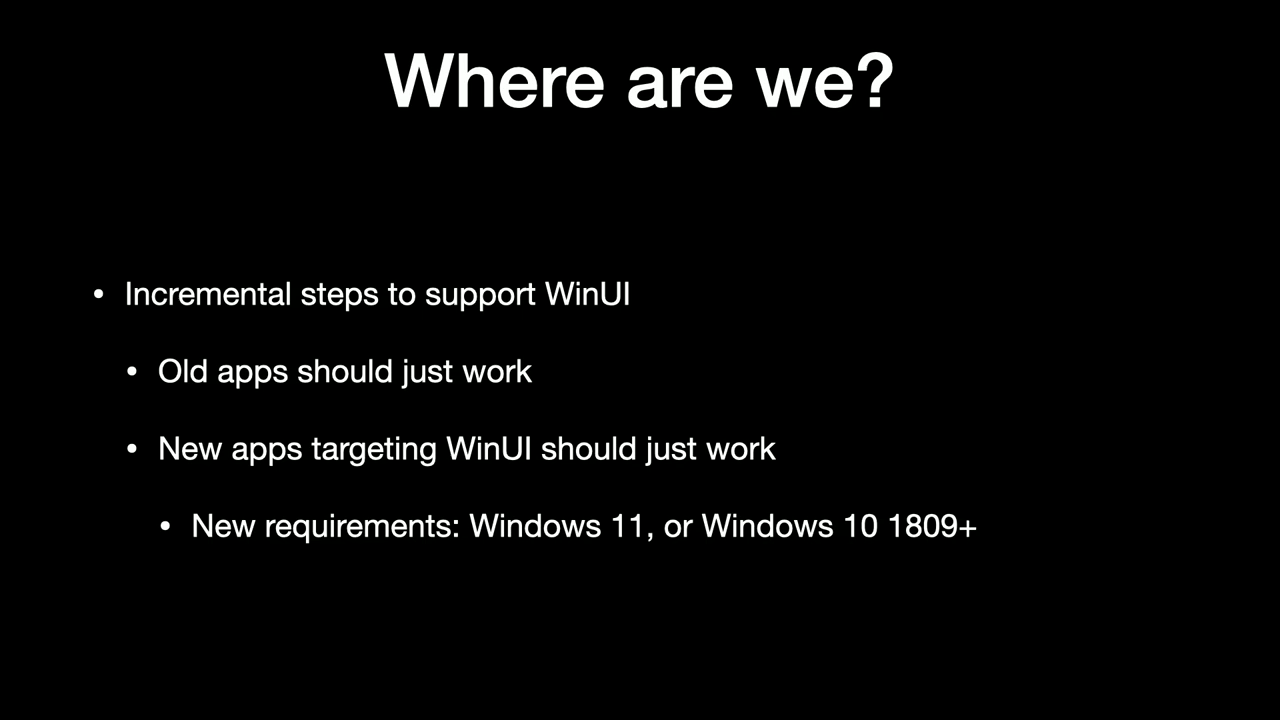 Where are we?
• Incremental steps to support WinUI
• Old apps should just work
• New apps targeting WinUI should just work
• New requirements: Windows 11, or Windows 10 1809+